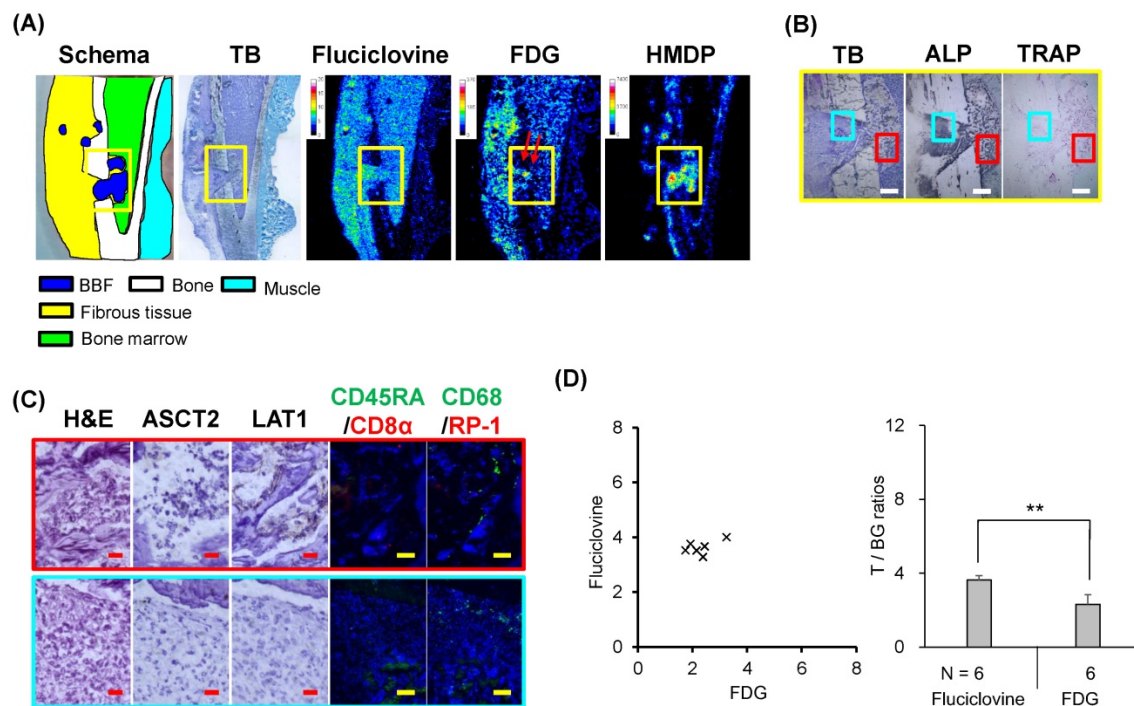 (A)
Schema TB Fluciclovine FDG HMDP
BBF Bone Muscle
Fibrous tissue
Bone marrow
(B)
TB ALP TRAP
(C)
H&E ASCT2 LAT1 CD45RA /CD8α CD68 /RP-1
(D)
Fluciclovine
8
6
4
2
0
0 2 4 6 8
FDG
T / BG ratios
12
8
4
0
**
N = 6 6
Fluciclovine FDG